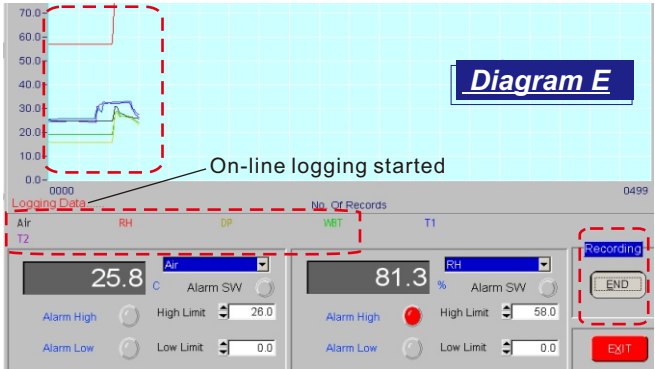 70.0
60.0
50.0
40.0
30.0
20.0
10.0
0.0
Diagram E
On-line logging started
0000
0499
Logging Data......
No. Of Records
Air RH DP WBT T1
T2
Recording
25.8 C
Air
Alarm SW
81.3 %
RH
Alarm SW
END
Alarm High
High Limit 26.0
Alarm High
High Limit 58.0
Alarm Low
Low Limit 0.0
Alarm Low
Low Limit 0.0
EXIT